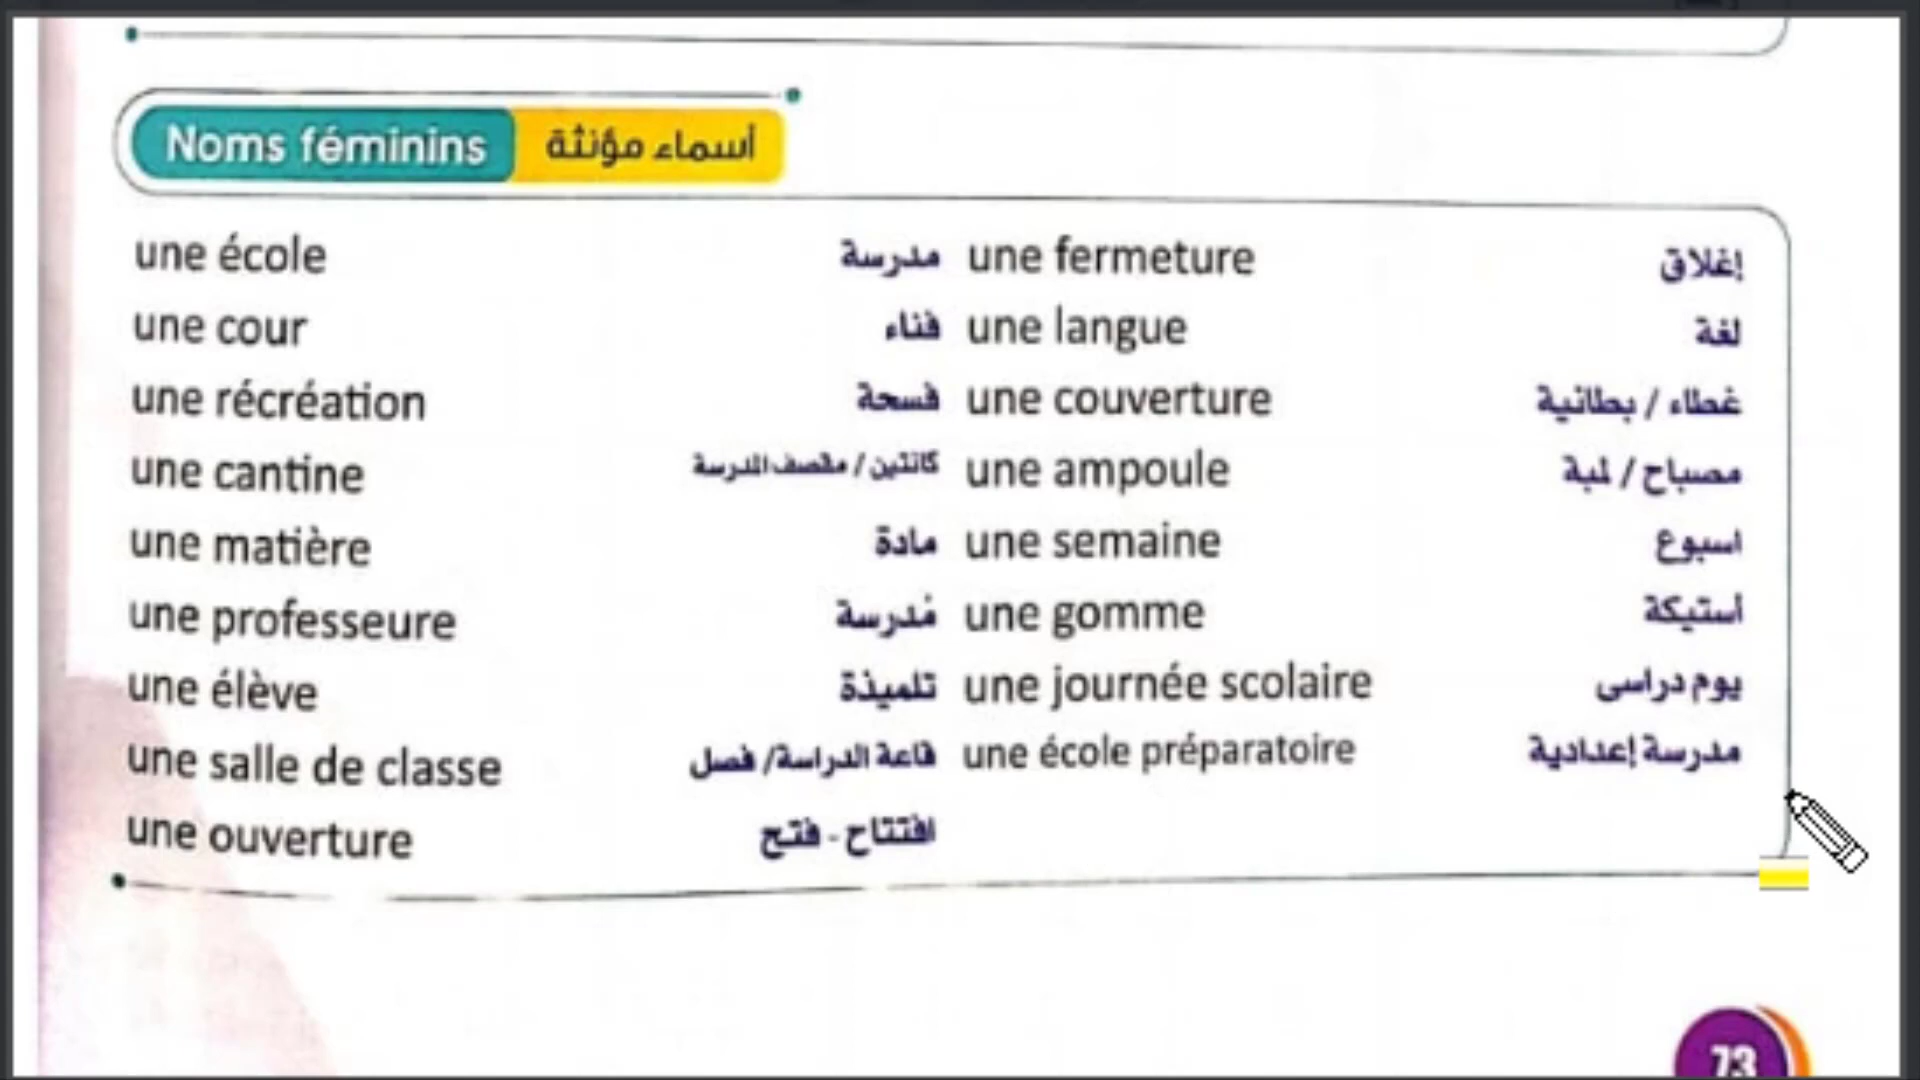 Noms féminins أسماء مؤنثة
une école مدرسة une fermeture إغلاق
une cour فناء une langue لغة
une récréation فسحة une couverture غطاء / بطانية
une cantine كانتين / مقصف المدرسة une ampoule مصباح / لمبة
une matière مادة une semaine اسبوع
une professeure مُدرسة une gomme أستيكة
une élève تلميذة une journée scolaire يوم دراسى
une salle de classe قاعة الدراسة/ فصل une école préparatoire مدرسة إعدادية
une ouverture افتتاح - فتح
73